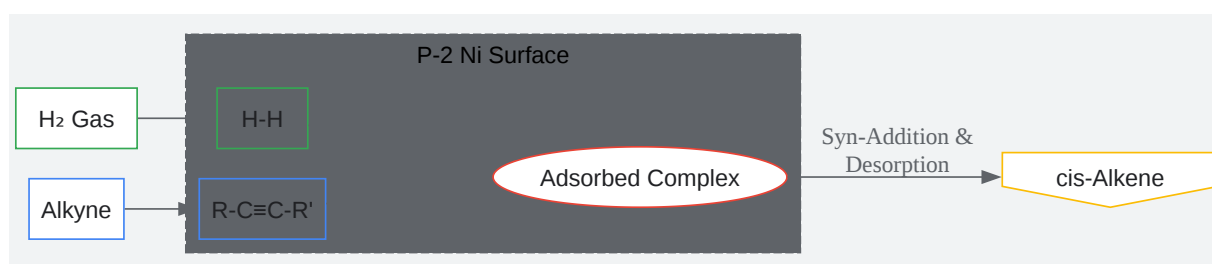 P-2 Ni Surface
H₂ Gas
H-H
Alkyne
R-C≡C-R'
Adsorbed Complex
Syn-Addition &
Desorption
cis-Alkene